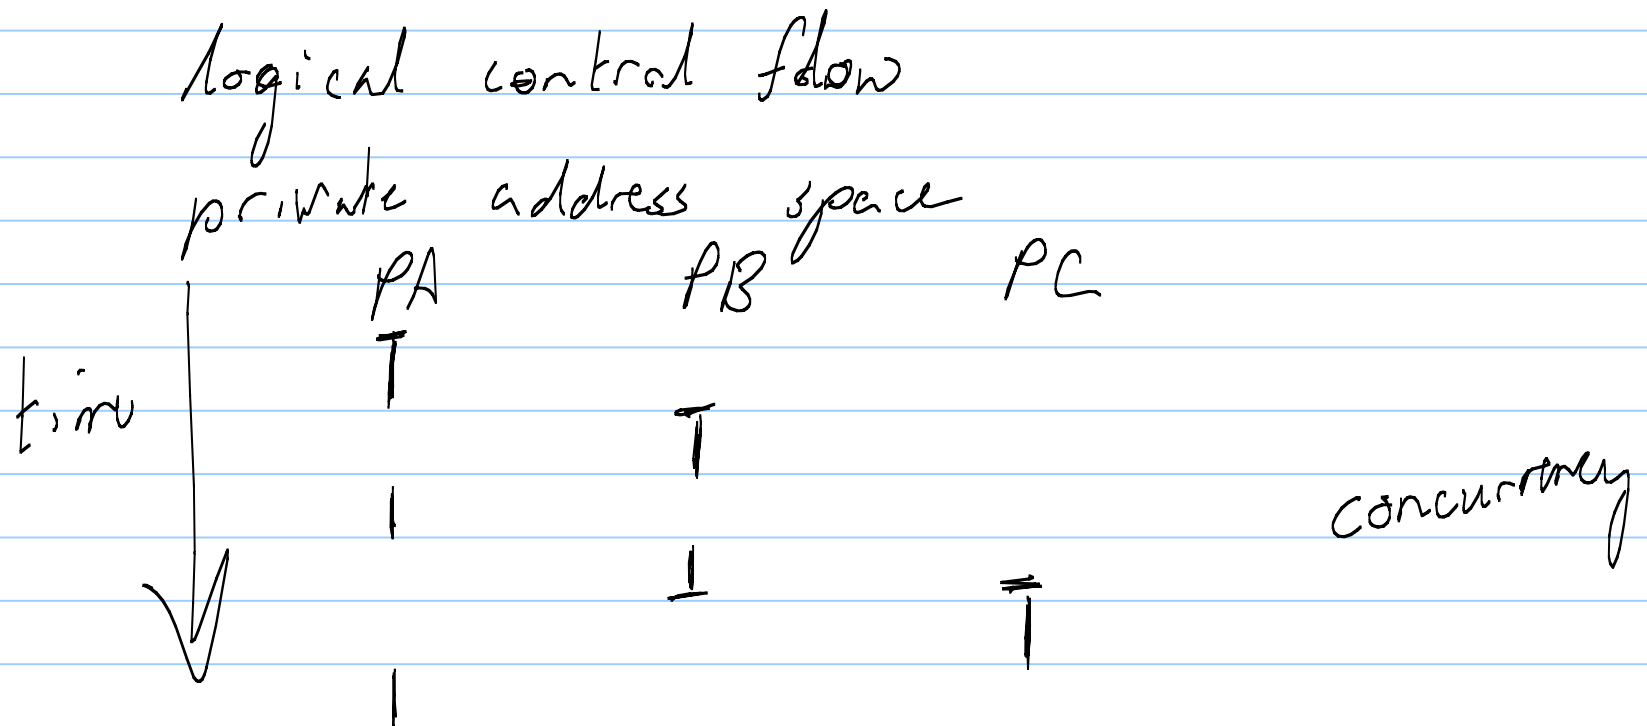 logical control flow
private address space
PA PB PC
time
concurrency